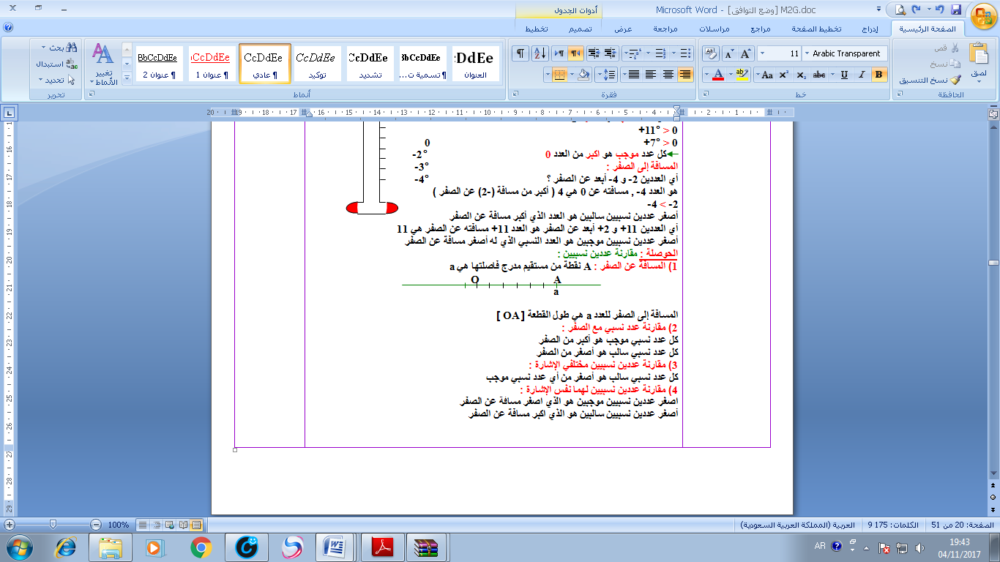 M2G.doc [وضع التوافق] - Microsoft Word
أدوات الجدول
الصفحة الرئيسية إدراج تخطيط الصفحة مراجع مراسلات مراجعة عرض تصميم تخطيط
لصق
قص
نسخ
نسخ التنسيق
الحافظة
Arabic Transparent 11
خط
فقرة
AaBbCcDdEe
العنوان
تسمية ت...
تشديد
توكيد
عادي
عنوان 1
عنوان 2
تغيير الأنماط
أنماط
بحث
استبدال
تحديد
تحرير
+11° > 0
+7° > 0
0
كل عدد موجب هو اكبر من العدد 0
-2°
المسافة إلى الصفر :
-3°
أي العددين 2- و 4- أبعد عن الصفر ؟
-4°
هو العدد 4- , مسافته عن 0 هي 4 ( أكبر من مسافة (2-) عن الصفر )
-4 < -2
أصغر عددين نسبيين سالبين هو العدد الذي أكبر مسافة عن الصفر
أي العددين 11+ و 2+ أبعد عن الصفر هو العدد 11+ مسافته عن الصفر هي 11
أصغر عددين نسبيين موجبين هو العدد النسبي الذي له أصغر مسافة عن الصفر
الحوصلة : مقارنة عددين نسبيين :
1) المسافة عن الصفر : A نقطة من مستقيم مدرج فاصلتها هي a
O A
a
المسافة إلى الصفر للعدد a هي طول القطعة [OA ]
2) مقارنة عدد نسبي مع الصفر :
كل عدد نسبي موجب هو أكبر من الصفر
كل عدد نسبي سالب هو أصغر من الصفر
3) مقارنة عددين نسبيين مختلفي الإشارة :
كل عدد نسبي سالب هو أصغر من أي عدد نسبي موجب
4) مقارنة عددين نسبيين لهما نفس الإشارة :
اصغر عددين نسبيين موجبين هو الذي اصغر مسافة عن الصفر
أصغر عددين نسبيين سالبين هو الذي اكبر مسافة عن الصفر
الصفحة: 20 من 51 الكلمات: 175 9 العربية (المملكة العربية السعودية) 100%
AR 19:43
04/11/2017